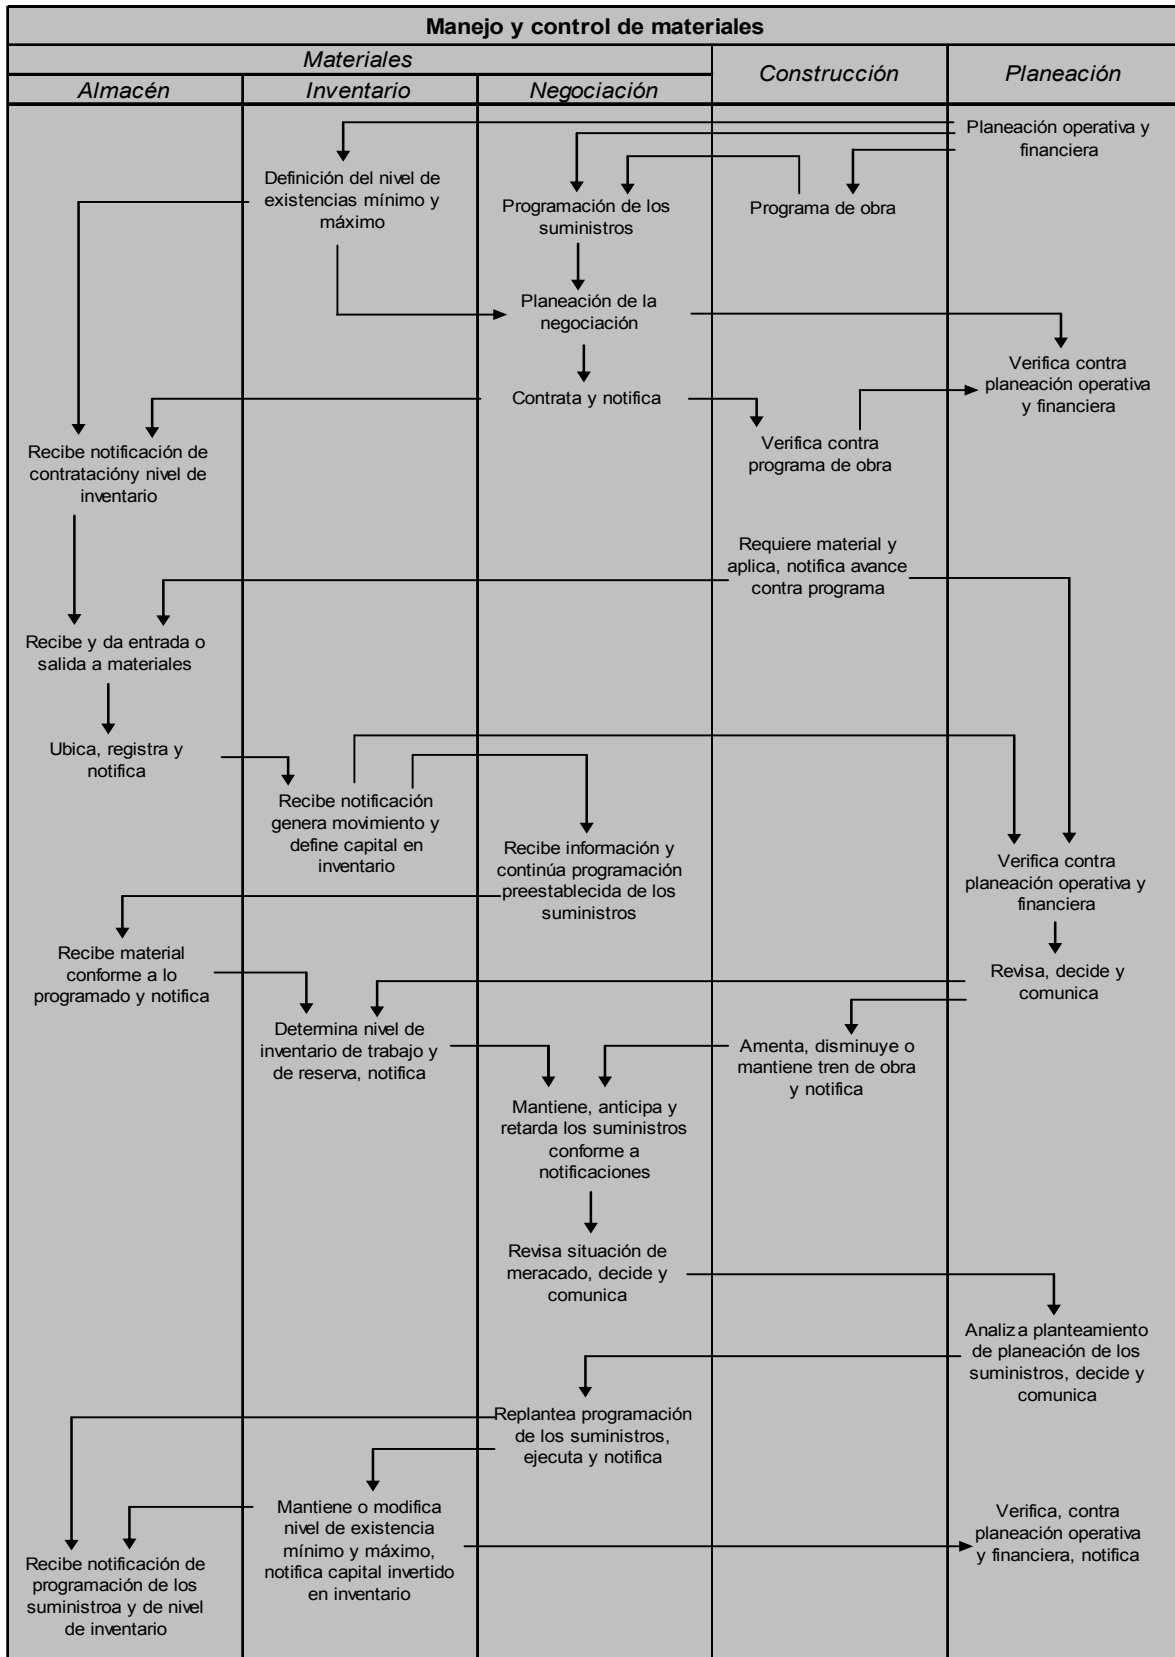 Manejo y control de materiales
Materiales
Construcción
Planeación
Almacén
Inventario
Negociación
Planeación operativa y
financiera
Definición del nivel de
existencias mínimo y
máximo
Programación de los
suministros
Programa de obra
Planeación de la
negociación
Verifica contra
planeación operativa
y financiera
Contrata y notifica
Recibe notificación de
contratacióny nivel de
inventario
Verifica contra
programa de obra
Requiere material y
aplica, notifica avance
contra programa
Recibe y da entrada o
salida a materiales
Ubica, registra y
notifica
Recibe notificación
genera movimiento y
define capital en
inventario
Recibe información y
continúa programación
preestablecida de los
suministros
Verifica contra
planeación operativa y
financiera
Recibe material
conforme a lo
programado y notifica
Revisa, decide y
comunica
Determina nivel de
inventario de trabajo y
de reserva, notifica
Amenta, disminuye o
mantiene tren de obra
y notifica
Mantiene, anticipa y
retarda los suministros
conforme a
notificaciones
Revisa situación de
meracado, decide y
comunica
Analiza planteamiento
de planeación de los
suministros, decide y
comunica
Replantea programación
de los suministros,
ejecuta y notifica
Mantiene o modifica
nivel de existencia
mínimo y máximo,
notifica capital invertido
en inventario
Verifica, contra
planeación operativa
y financiera, notifica
Recibe notificación de
programación de los
suministroa y de nivel
de inventario